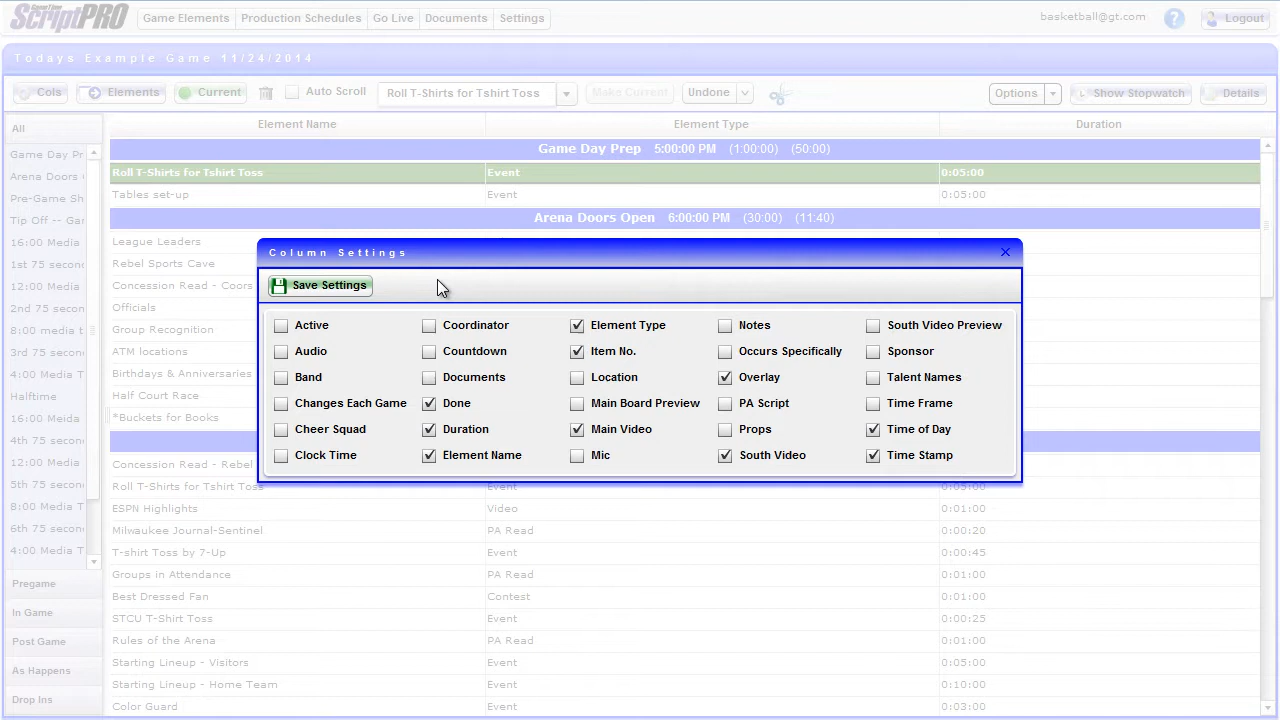 GameTime
ScriptPRO
Game Elements Production Schedules Go Live Documents Settings basketball@gt.com ? Logout
Todays Example Game 11/24/2014
Cols Elements Current Auto Scroll Roll T-Shirts for Tshirt Toss Make Current Undone Options Show Stopwatch Details
All Element Name Element Type Duration
Game Day Prep 5:00:00 PM (1:00:00) (50:00)
Game Day Pr
Roll T-Shirts for Tshirt Toss Event 0:05:00
Arena Doors
Tables set-up Event 0:05:00
Pre-Game Sh
Arena Doors Open 6:00:00 PM (30:00) (11:40)
Tip Off -- Gar
16:00 Media League Leaders
1st 75 second Rebel Sports Cave
12:00 Media Concession Read - Coors
2nd 75 secon Officials
8:00 media t Group Recognition
3rd 75 second ATM locations
4:00 Media T Birthdays & Anniversaries
Halftime Half Court Race
16:00 Media *Buckets for Books
4th 75 second
12:00 Media Concession Read - Rebel
5th 75 second Roll T-Shirts for Tshirt Toss Event 0:05:00
8:00 Media T ESPN Highlights Video 0:01:00
6th 75 second Milwaukee Journal-Sentinel PA Read 0:00:20
4:00 Media T T-shirt Toss by 7-Up Event 0:00:45
Groups in Attendance PA Read 0:01:00
Pregame
Best Dressed Fan Contest 0:01:00
In Game STCU T-Shirt Toss Event 0:00:25
Post Game Rules of the Arena PA Read 0:01:00
Starting Lineup - Visitors Event 0:05:00
As Happens
Starting Lineup - Home Team Event 0:10:00
Drop Ins Color Guard Event 0:03:00
Column Settings
Save Settings
Active Coordinator Element Type Notes South Video Preview
Audio Countdown Item No. Occurs Specifically Sponsor
Band Documents Location Overlay Talent Names
Changes Each Game Done Main Board Preview PA Script Time Frame
Cheer Squad Duration Main Video Props Time of Day
Clock Time Element Name Mic South Video Time Stamp